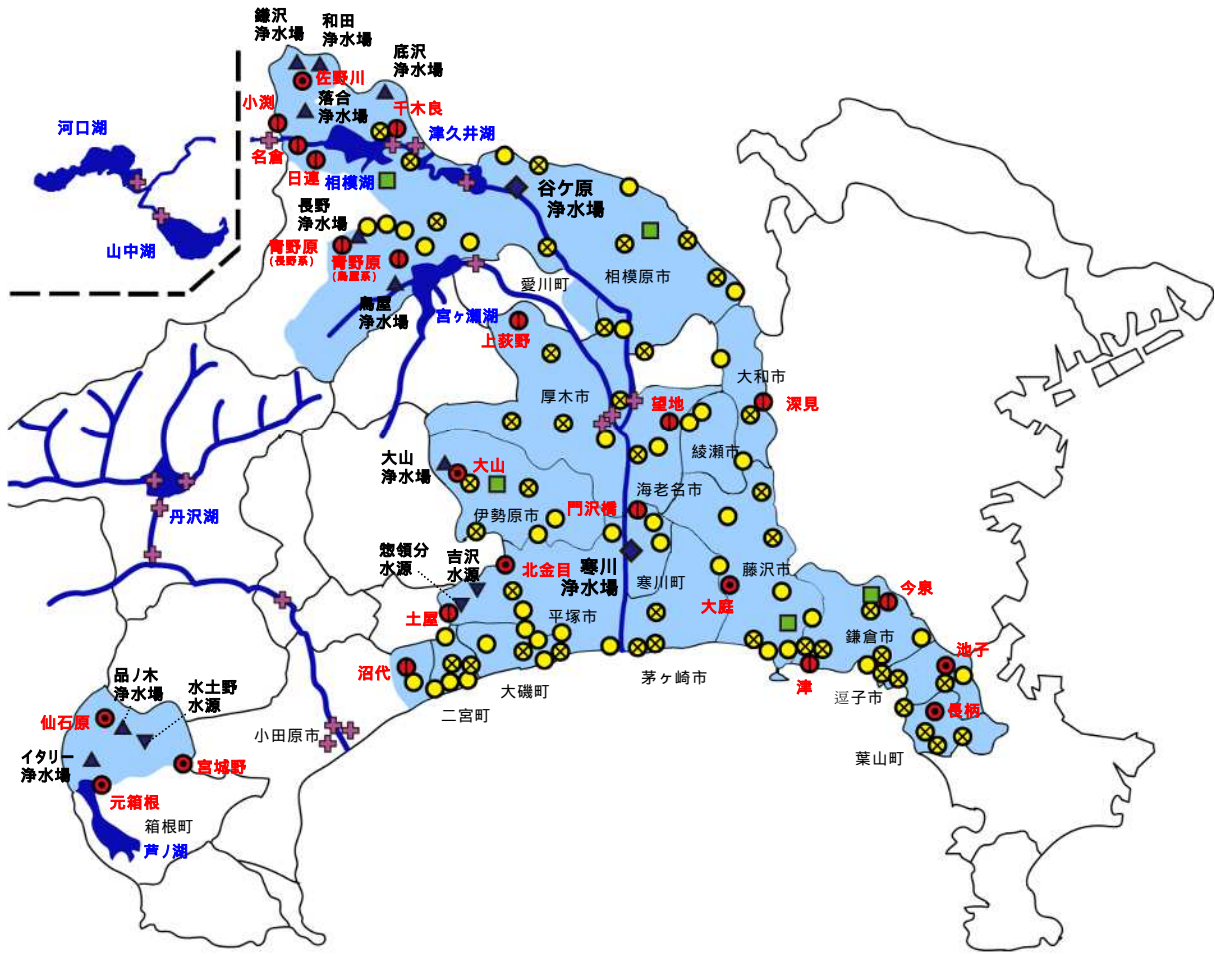 鎌沢
浄水場
和田
浄水場
底沢
浄水場
佐野川
小渕
落合
浄水場
千木良
津久井湖
河口湖
名倉
日連
相模湖
谷ケ原
浄水場
山中湖
長野
浄水場
青野原
(長野系)
青野原
(鳥屋系)
鳥屋
浄水場
宮ヶ瀬湖
愛川町
相模原市
上荻野
厚木市
大和市
望地
深見
綾瀬市
大山
浄水場
大山
海老名市
伊勢原市
門沢橋
丹沢湖
惣領分
水源
吉沢
水源
北金目
寒川
浄水場
寒川町
藤沢市
大庭
今泉
土屋
平塚市
鎌倉市
沼代
池子
品ノ木
浄水場
水土野
水源
大磯町
茅ヶ崎市
津
逗子市
仙石原
小田原市
二宮町
長柄
葉山町
イタリー
浄水場
宮城野
元箱根
箱根町
芦ノ湖